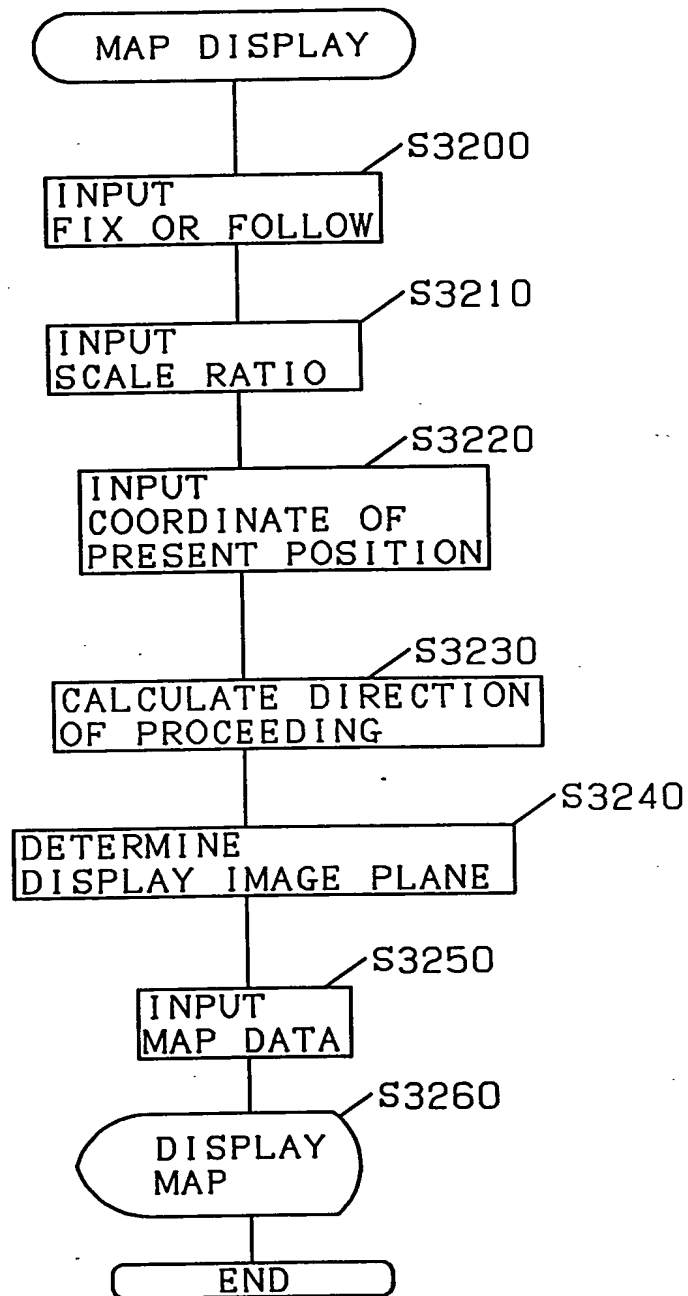 MAP DISPLAY
S3200
INPUT
FIX OR FOLLOW
S3210
INPUT
SCALE RATIO
S3220
INPUT
COORDINATE OF
PRESENT POSITION
S3230
CALCULATE DIRECTION
OF PROCEEDING
S3240
DETERMINE
DISPLAY IMAGE PLANE
S3250
INPUT
MAP DATA
S3260
DISPLAY
MAP
END